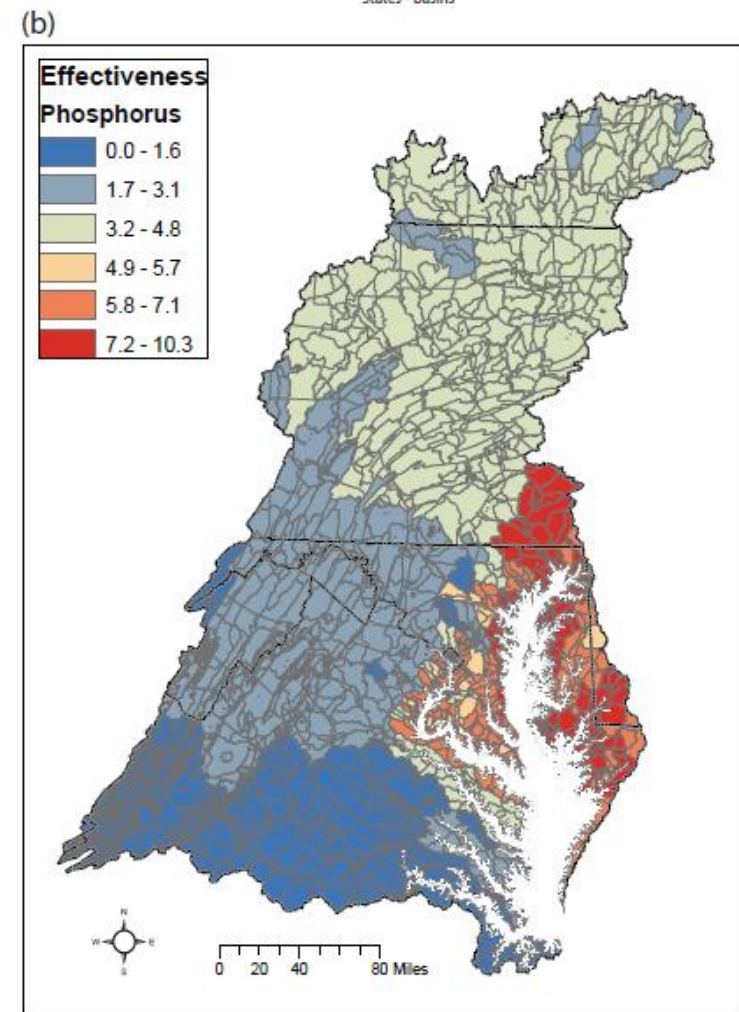 (b)
Effectiveness
Phosphorus
0.0 - 1.6
1.7 - 3.1
3.2 - 4.8
4.9 - 5.7
5.8 - 7.1
7.2 - 10.3
N
W E
S
0 20 40 80 Miles